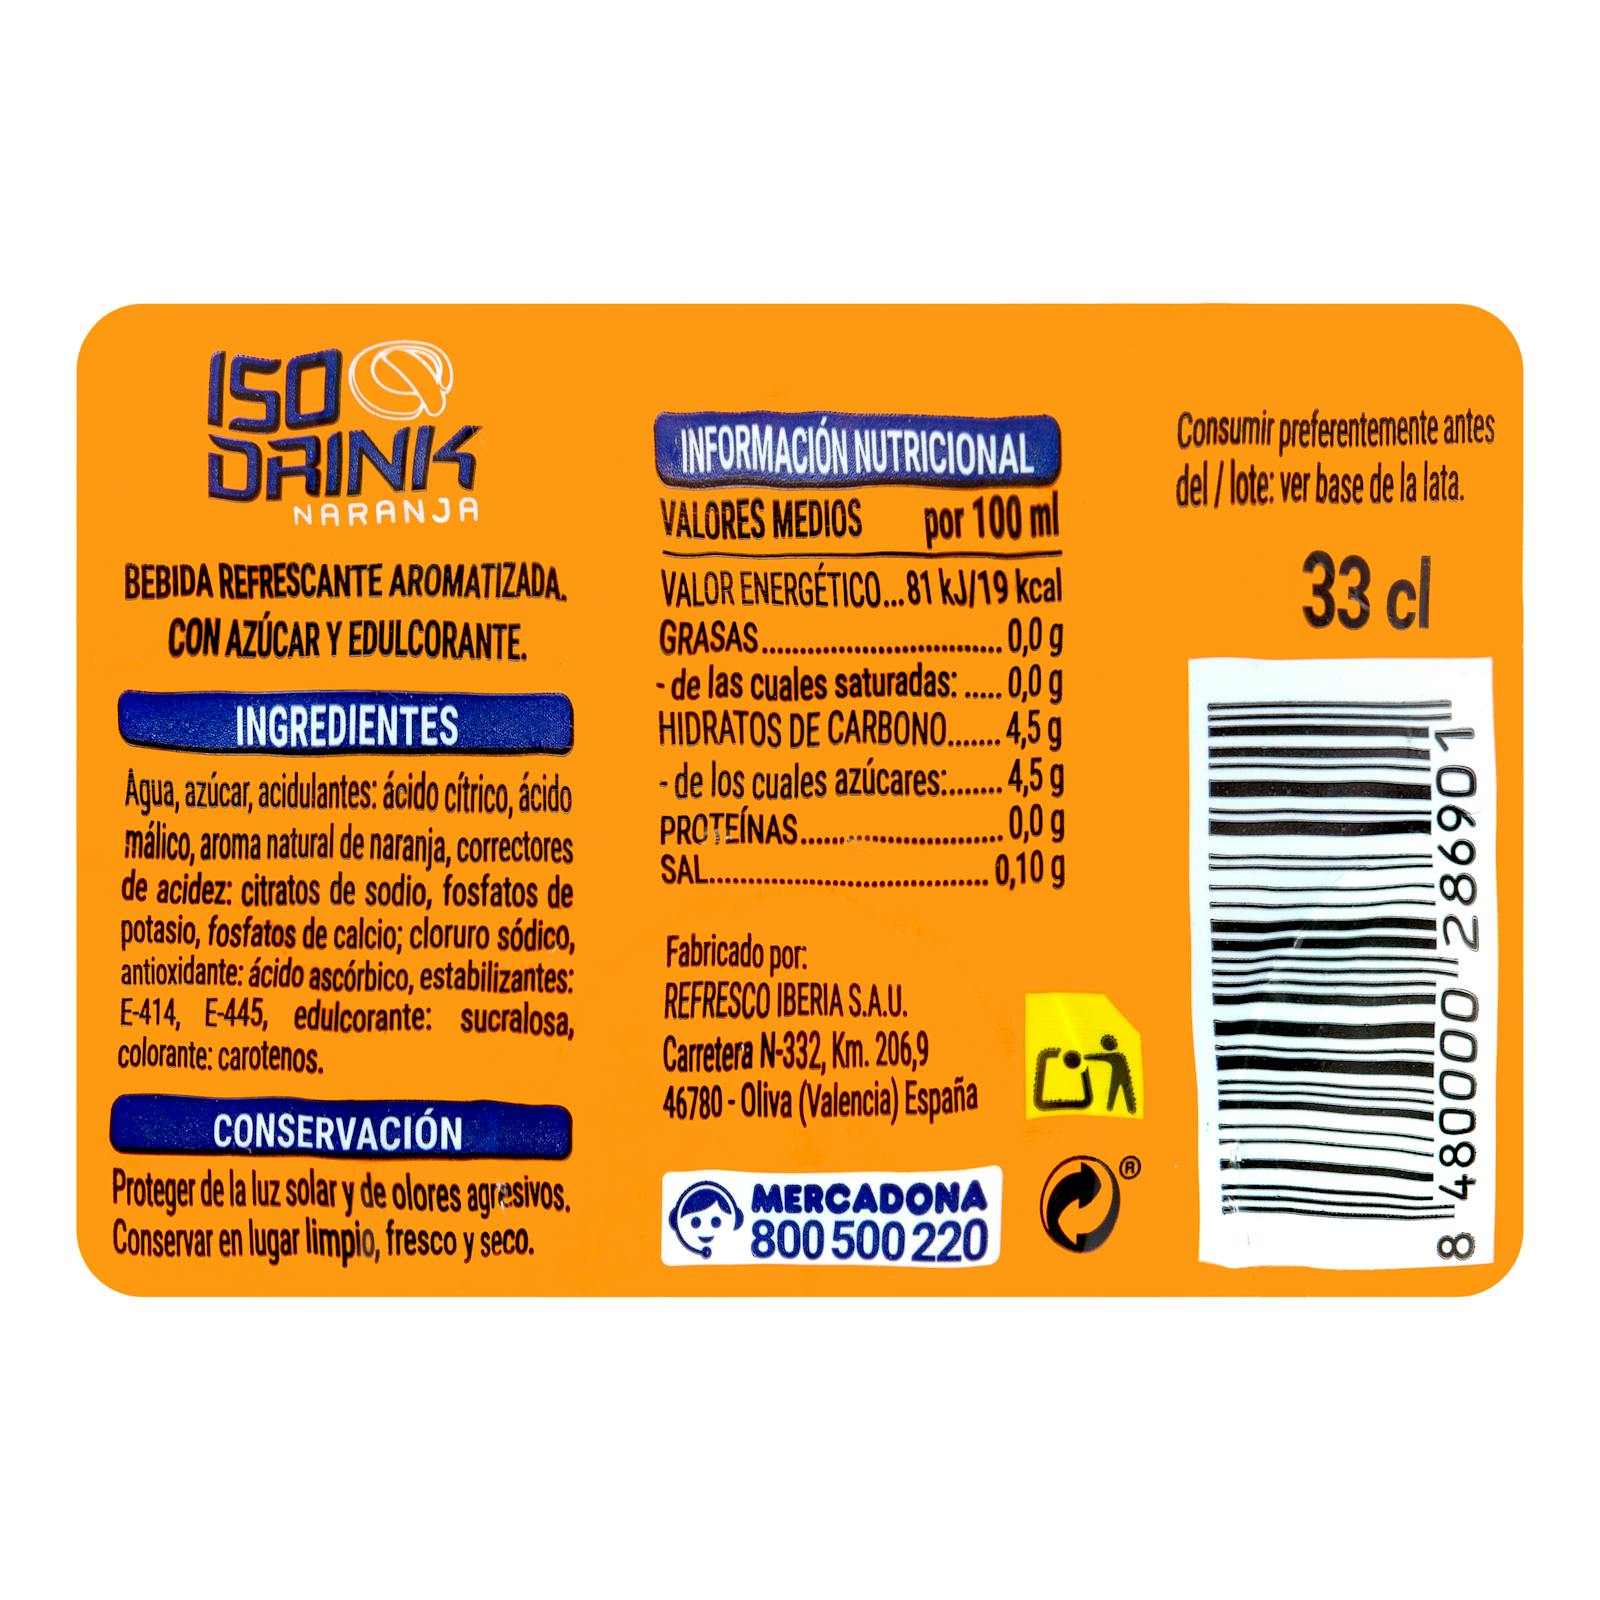 ISO
DRINK
NARANJA
BEBIDA REFRESCANTE AROMATIZADA.
CON AZÚCAR Y EDULCORANTE.
INGREDIENTES
Agua, azúcar, acidulantes: ácido cítrico, ácido
málico, aroma natural de naranja, correctores
de acidez: citratos de sodio, fosfatos de
potasio, fosfatos de calcio; cloruro sódico,
antioxidante: ácido ascórbico, estabilizantes:
E-414, E-445, edulcorante: sucralosa,
colorante: carotenos.
CONSERVACIÓN
Proteger de la luz solar y de olores agresivos.
Conservar en lugar limpio, fresco y seco.
INFORMACIÓN NUTRICIONAL
VALORES MEDIOS por 100 ml
VALOR ENERGÉTICO...81 kJ/19 kcal
GRASAS.............................. 0,0 g
- de las cuales saturadas: ..... 0,0 g
HIDRATOS DE CARBONO....... 4,5 g
- de los cuales azúcares:....... 4,5 g
PROTEÍNAS......................... 0,0 g
SAL................................... 0,10 g
Fabricado por:
REFRESCO IBERIA S.A.U.
Carretera N-332, Km. 206,9
46780 - Oliva (Valencia) España
MERCADONA
800 500 220
®
Consumir preferentemente antes
del / lote: ver base de la lata.
33 cl
8 480000 286901